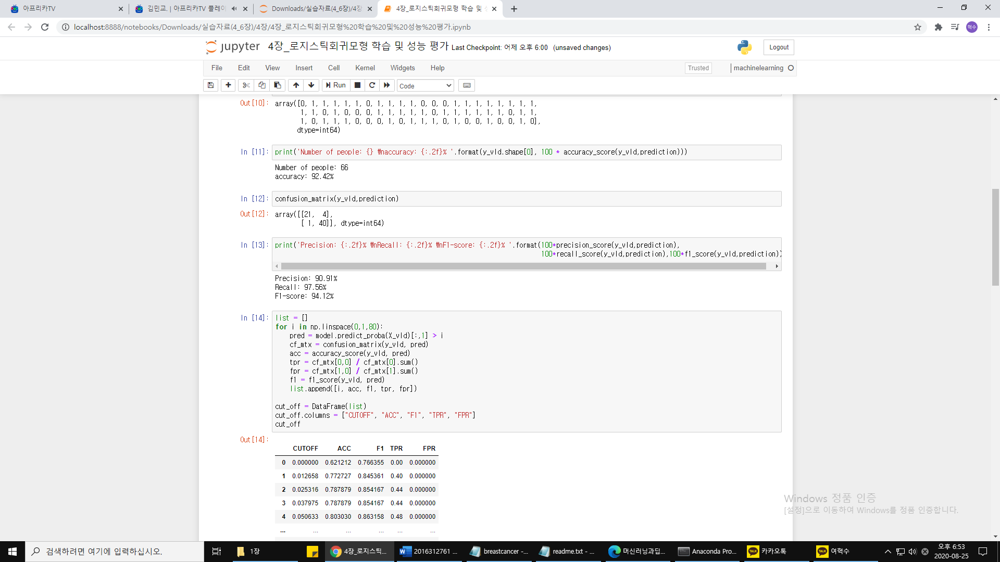 아프리카TV
김민교. | 아프리카TV 플레이
Downloads/실습자료(4_6장)/4장
4장_로지스틱회귀모형 학습 및
localhost:8888/notebooks/Downloads/실습자료(4_6장)/4장/4장_로지스틱회귀모형%20학습%20및%20성능%20평가.ipynb
혁수
jupyter 4장_로지스틱회귀모형 학습 및 성능 평가 Last Checkpoint: 어제 오후 6:00 (unsaved changes)
Logout
File Edit View Insert Cell Kernel Widgets Help
Trusted
machinelearning
Run
Code
Out[10]: array([0, 1, 1, 1, 1, 1, 0, 1, 1, 1, 1, 0, 0, 0, 1, 1, 1, 1, 1, 1, 1, 1,
1, 1, 0, 1, 0, 0, 0, 1, 1, 1, 1, 1, 0, 1, 1, 1, 1, 1, 1, 0, 1, 1,
1, 0, 1, 1, 1, 0, 0, 0, 1, 0, 1, 1, 1, 0, 1, 0, 0, 1, 0, 0, 1, 0],
dtype=int64)
In [11]: print('Number of people: {} ₩naccuracy: {:.2f}% '.format(y_vld.shape[0], 100 * accuracy_score(y_vld,prediction)))
Number of people: 66
accuracy: 92.42%
In [12]: confusion_matrix(y_vld,prediction)
Out[12]: array([[21, 4],
[ 1, 40]], dtype=int64)
In [13]: print('Precision: {:.2f}% ₩nRecall: {:.2f}% ₩nF1-score: {:.2f}% '.format(100*precision_score(y_vld,prediction),
100*recall_score(y_vld,prediction),100*f1_score(y_vld,prediction))
Precision: 90.91%
Recall: 97.56%
F1-score: 94.12%
In [14]: list = []
for i in np.linspace(0,1,80):
pred = model.predict_proba(X_vld)[:,1] > i
cf_mtx = confusion_matrix(y_vld, pred)
acc = accuracy_score(y_vld, pred)
tpr = cf_mtx[0,0] / cf_mtx[0].sum()
fpr = cf_mtx[1,0] / cf_mtx[1].sum()
f1 = f1_score(y_vld, pred)
list.append([i, acc, f1, tpr, fpr])
cut_off = DataFrame(list)
cut_off.columns = ["CUTOFF", "ACC", "F1", "TPR", "FPR"]
cut_off
Out[14]:
CUTOFF ACC F1 TPR FPR
0 0.000000 0.621212 0.766355 0.00 0.000000
1 0.012658 0.772727 0.845361 0.40 0.000000
2 0.025316 0.787879 0.854167 0.44 0.000000
3 0.037975 0.787879 0.854167 0.44 0.000000
4 0.050633 0.803030 0.863158 0.48 0.000000
... ... ... ... ... ...
Windows 정품 인증
[설정]으로 이동하여 Windows를 정품 인증합니다.
검색하려면 여기에 입력하십시오.
1장
4장_로지스틱...
2016312761 ...
breastcancer -...
readme.txt - ...
머신러닝과딥...
Anaconda Pro...
카카오톡
여혁수
오후 6:53
2020-08-25